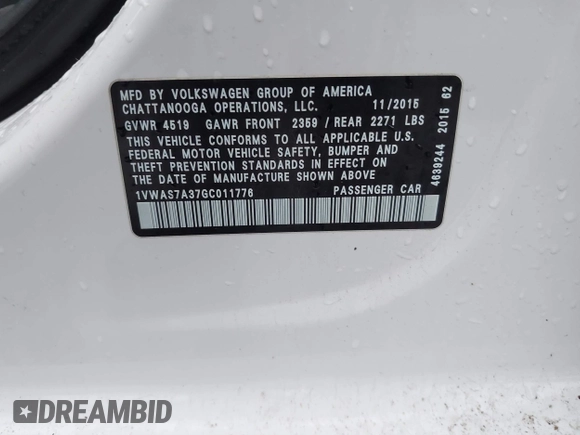 MFD BY VOLKSWAGEN GROUP OF AMERICA
CHATTANOOGA OPERATIONS, LLC. 11/2015
GVWR 4519 GAWR FRONT 2359 / REAR 2271 LBS
THIS VEHICLE CONFORMS TO ALL APPLICABLE U.S.
FEDERAL MOTOR VEHICLE SAFETY, BUMPER AND
THEFT PREVENTION STANDARDS IN EFFECT ON
DATE OF MANUFACTURE SHOWN ABOVE
1VWAS7A37GC011776 PASSENGER CAR
4639244 2015 62
DREAMBID